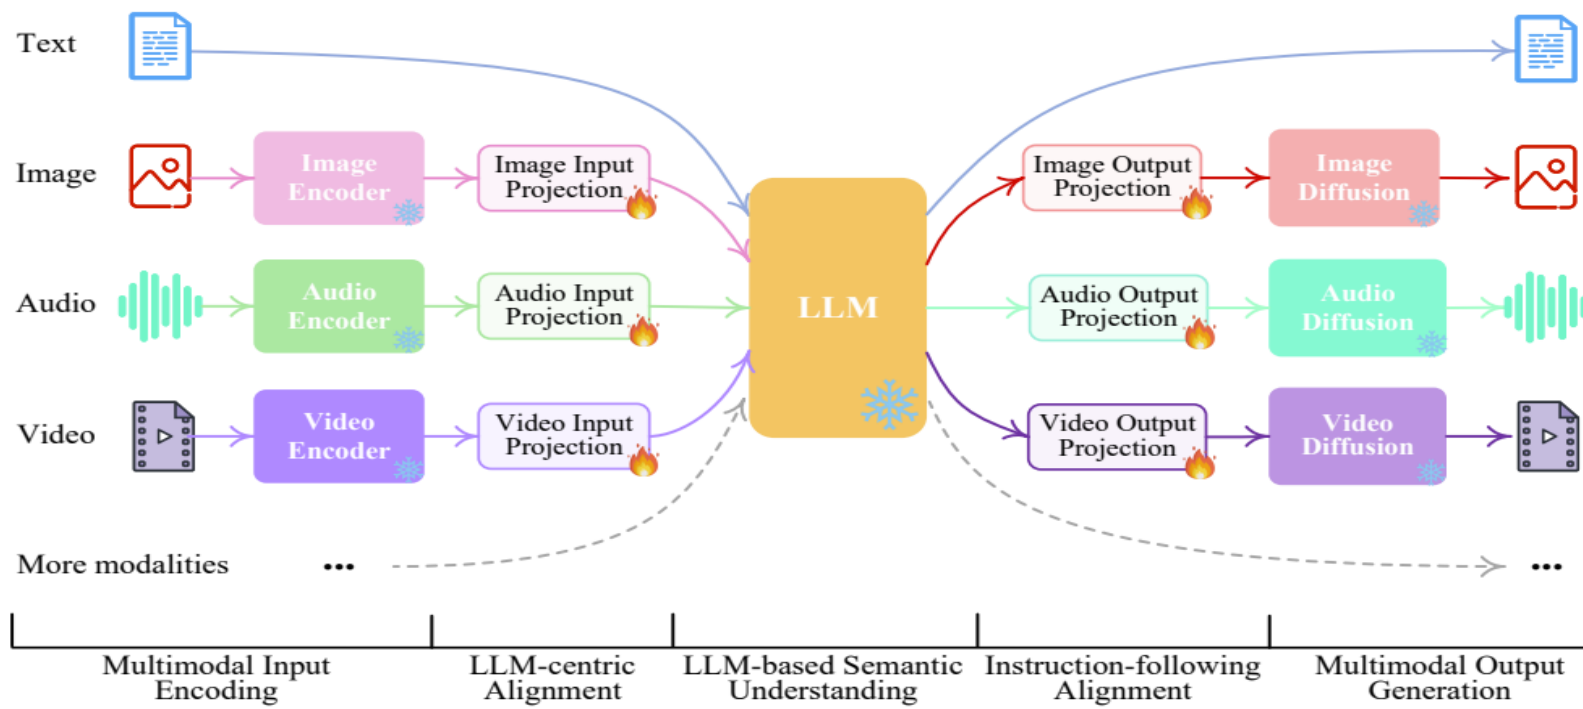 Text
Image
Image
Encoder
Image Input
Projection
Image Output
Projection
Image
Diffusion
Audio
Audio
Encoder
Audio Input
Projection
LLM
Audio Output
Projection
Audio
Diffusion
Video
Video
Encoder
Video Input
Projection
Video Output
Projection
Video
Diffusion
More modalities
...
...
Multimodal Input
Encoding
LLM-centric
Alignment
LLM-based Semantic
Understanding
Instruction-following
Alignment
Multimodal Output
Generation